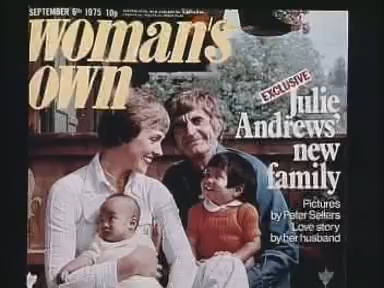 SEPTEMBER 6th 1975 10p
woman's
own
EXCLUSIVE
Julie
Andrews'
new
family
Pictures
by Peter Sellers
Love story
by her husband